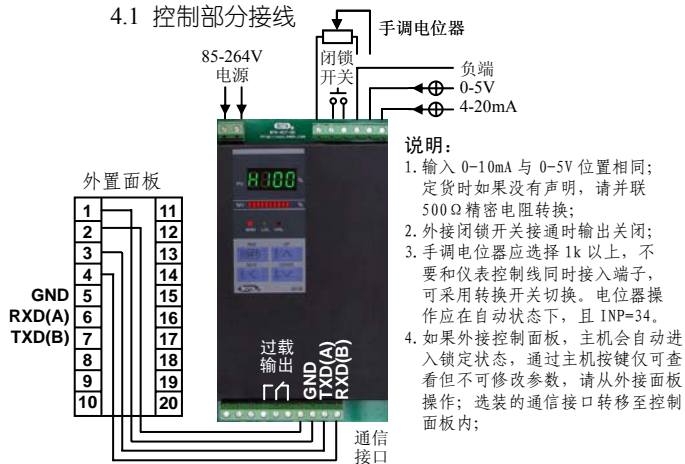 4.1 控制部分接线
手调电位器
85-264V
电源
闭锁
开关
负端
0-5V
4-20mA
H100
外置面板
1 11
2 12
3 13
4 14
GND 5 15
RXD(A) 6 16
TXD(B) 7 17
8 18
9 19
10 20
过载
输出
GND
TXD(A)
RXD(B)
通信
接口
说明：
1. 输入 0-10mA 与 0-5V 位置相同；
定货时如果没有声明，请并联
500Ω精密电阻转换；
2. 外接闭锁开关接通时输出关闭；
3. 手调电位器应选择 1k 以上，不
要和仪表控制线同时接入端子，
可采用转换开关切换。电位器操
作应在自动状态下，且 INP=34。
4. 如果外接控制面板，主机会自动进
入锁定状态，通过主机按键仅可查
看但不可修改参数，请从外接面板
操作；选装的通信接口转移至控制
面板内；